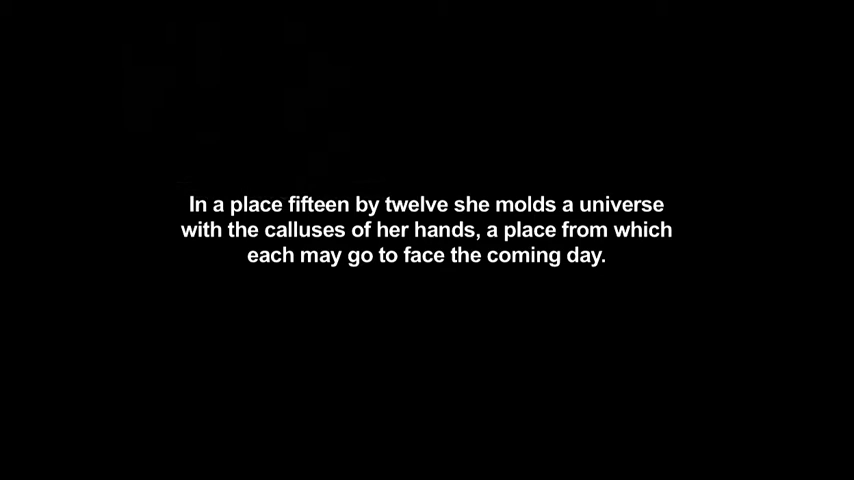 In a place fifteen by twelve she molds a universe
with the calluses of her hands, a place from which
each may go to face the coming day.